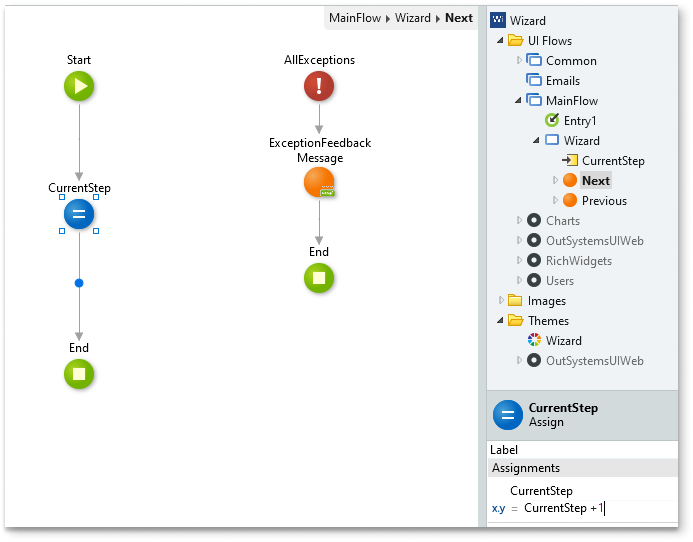 MainFlow ▸ Wizard ▸ Next
Start
CurrentStep
End
AllExceptions
ExceptionFeedback
Message
End
Wizard
UI Flows
Common
Emails
MainFlow
Entry1
Wizard
CurrentStep
Next
Previous
Charts
OutSystemsUIWeb
RichWidgets
Users
Images
Themes
Wizard
OutSystemsUIWeb
CurrentStep
Assign
Label
Assignments
CurrentStep
x.y = CurrentStep +1